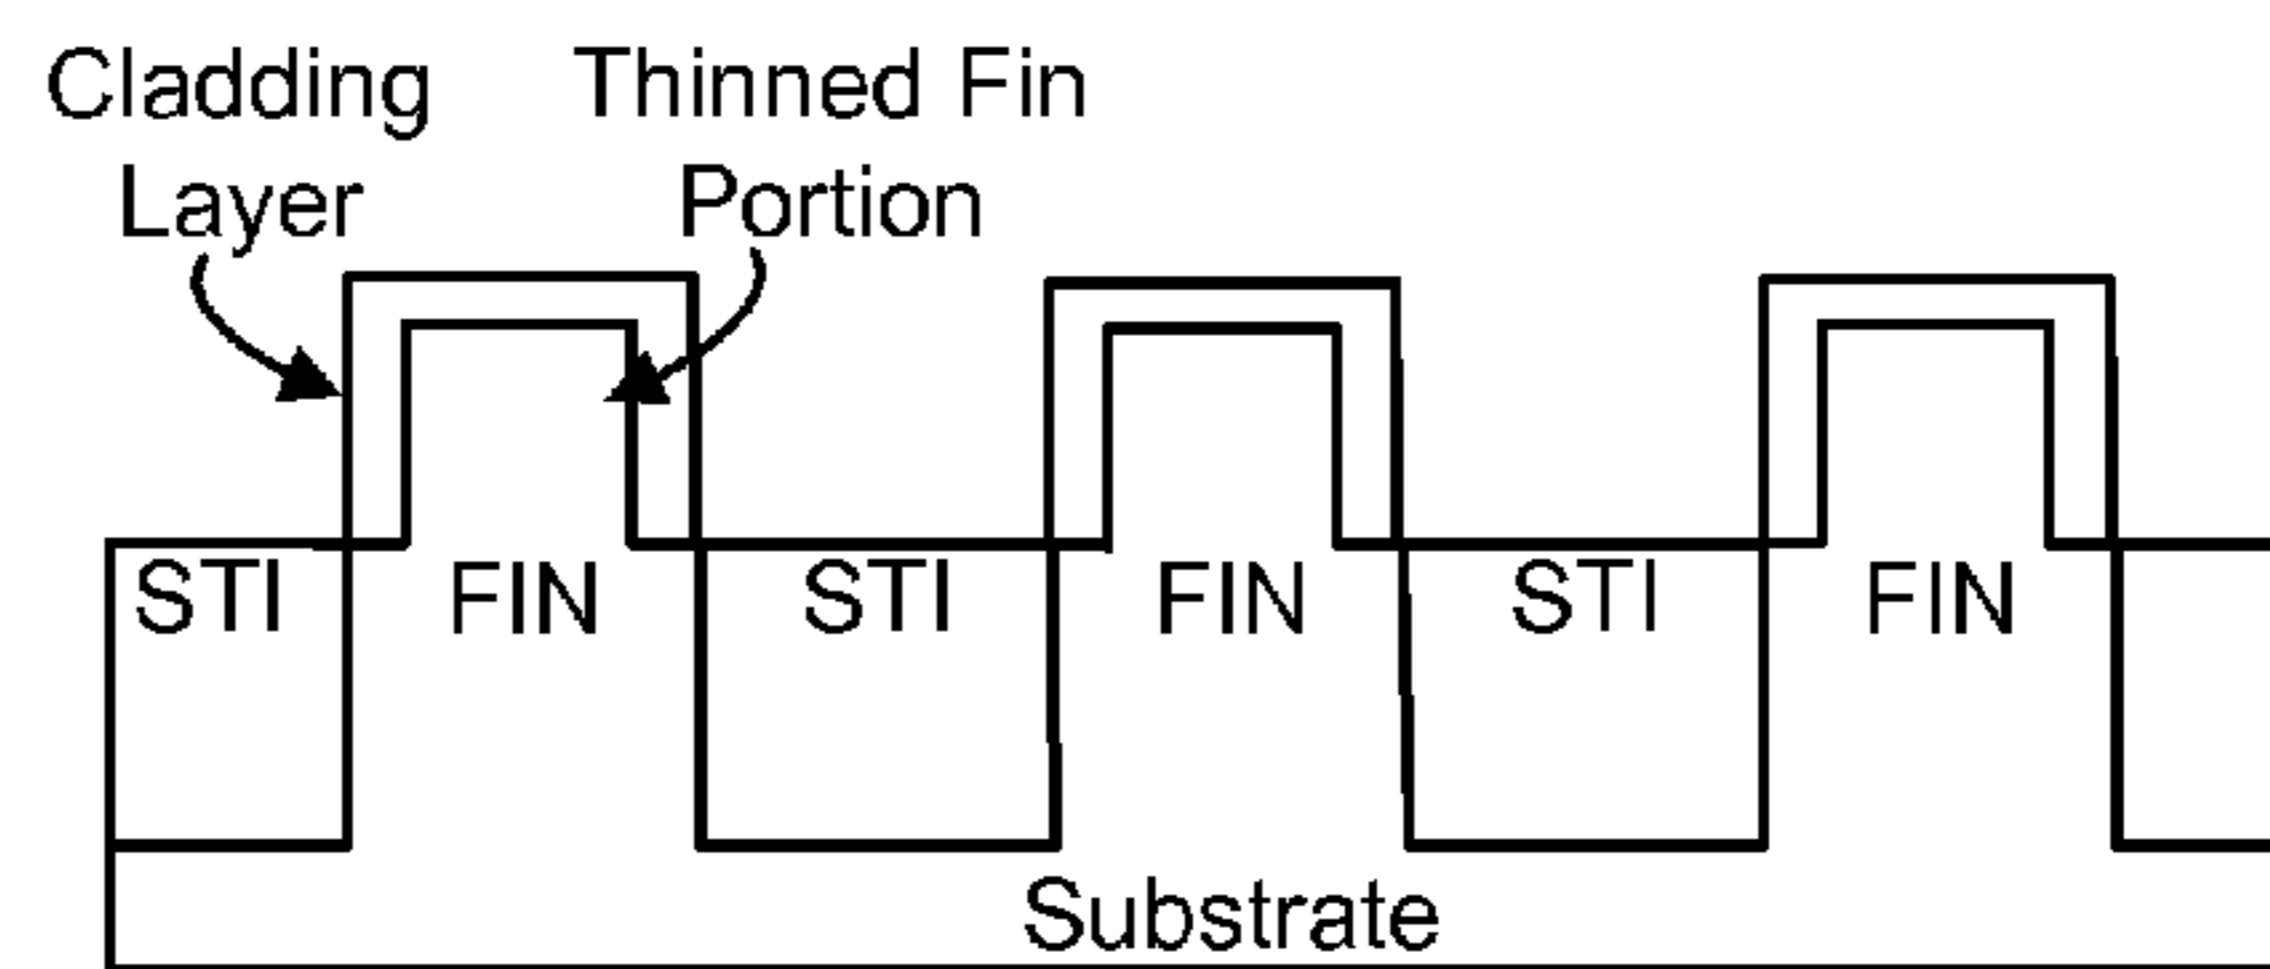 Cladding
Layer
Thinned Fin
Portion
STI
FIN
STI
FIN
STI
FIN
Substrate